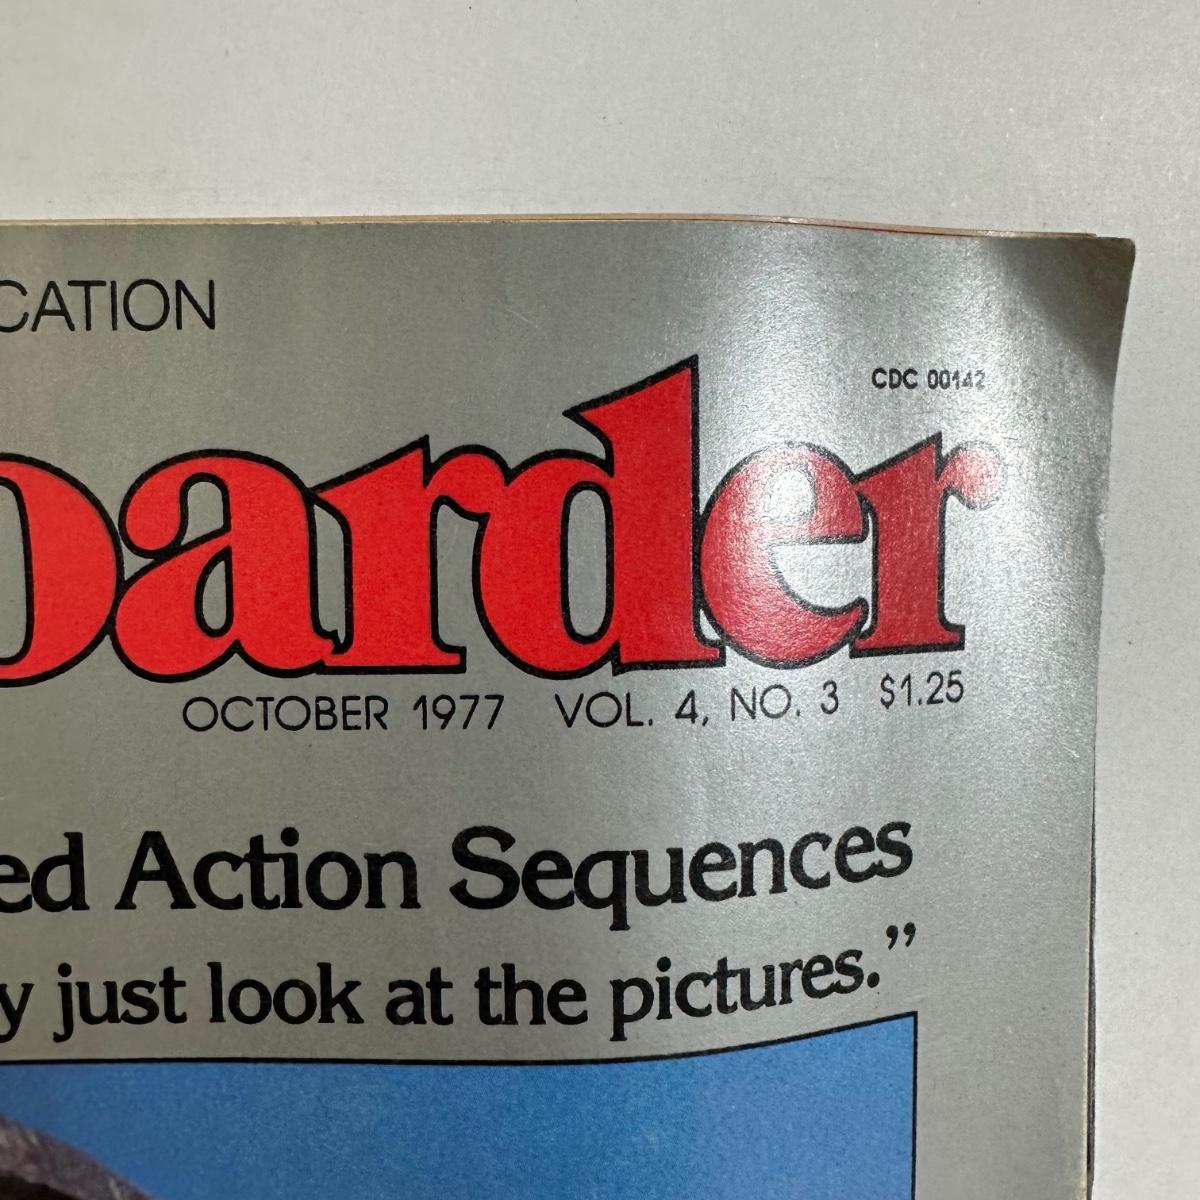 CATION
CDC 00142
oarder
OCTOBER 1977 VOL. 4, NO. 3 $1.25
ed Action Sequences
y just look at the pictures.”